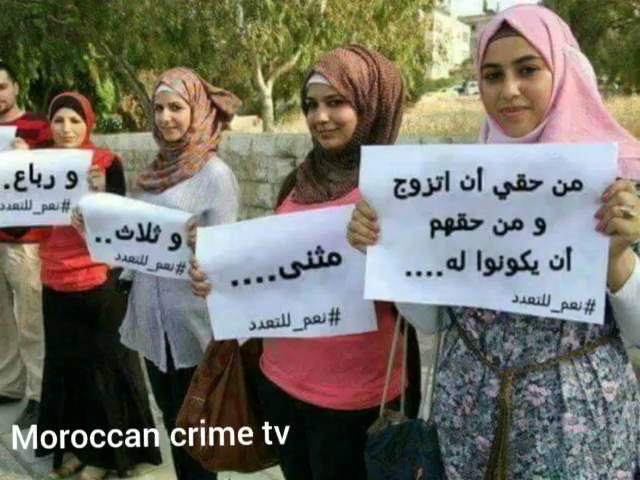 من حقي أن اتزوج
و من حقهم
أن يكونوا له....
#نعم_للتعدد
مثنى....
#نعم_للتعدد
و ثلاث..
#نعم_للتعدد
و رباع.
#نعم_للتعدد
Moroccan crime tv